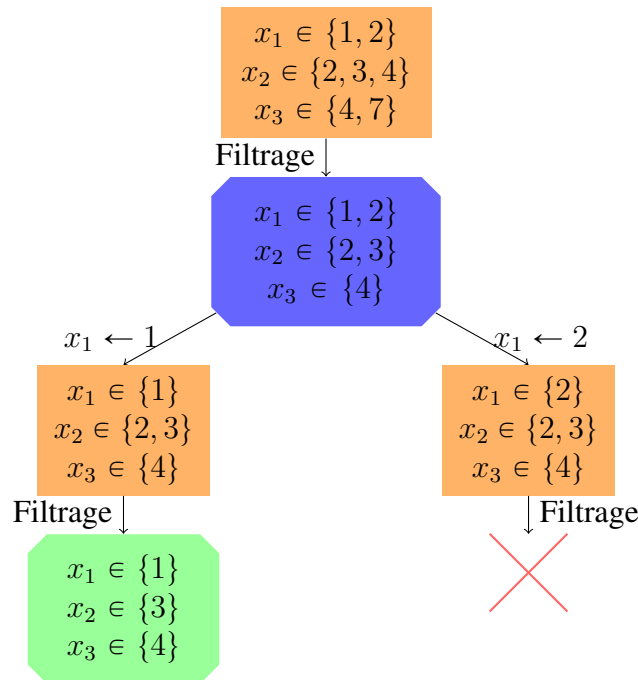 x₁ ∈ {1, 2}
x₂ ∈ {2, 3, 4}
x₃ ∈ {4, 7}
Filtrage
x₁ ∈ {1, 2}
x₂ ∈ {2, 3}
x₃ ∈ {4}
x₁ ← 1
x₁ ← 2
x₁ ∈ {1}
x₂ ∈ {2, 3}
x₃ ∈ {4}
x₁ ∈ {2}
x₂ ∈ {2, 3}
x₃ ∈ {4}
Filtrage
Filtrage
x₁ ∈ {1}
x₂ ∈ {3}
x₃ ∈ {4}